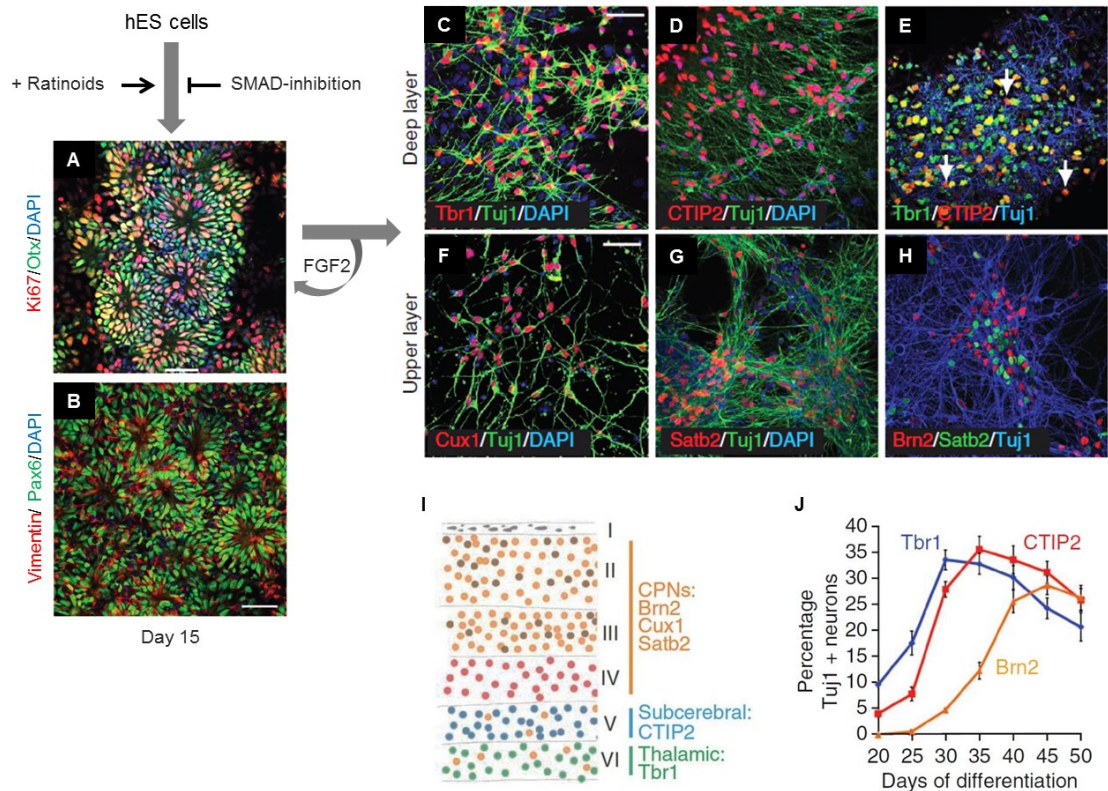 hES cells
+ Ratinoids
SMAD-inhibition
A
Ki67/Otx/DAPI
B
Vimentin/ Pax6/DAPI
Day 15
FGF2
Deep layer
C
Tbr1/Tuj1/DAPI
D
CTIP2/Tuj1/DAPI
E
Tbr1/CTIP2/Tuj1
Upper layer
F
Cux1/Tuj1/DAPI
G
Satb2/Tuj1/DAPI
H
Brn2/Satb2/Tuj1
I
I
II
III
IV
V
VI
CPNs:
Brn2
Cux1
Satb2
Subcerebral:
CTIP2
Thalamic:
Tbr1
J
Percentage
Tuj1 + neurons
40
35
30
25
20
15
10
5
0
Tbr1
CTIP2
Brn2
20 25 30 35 40 45 50
Days of differentiation